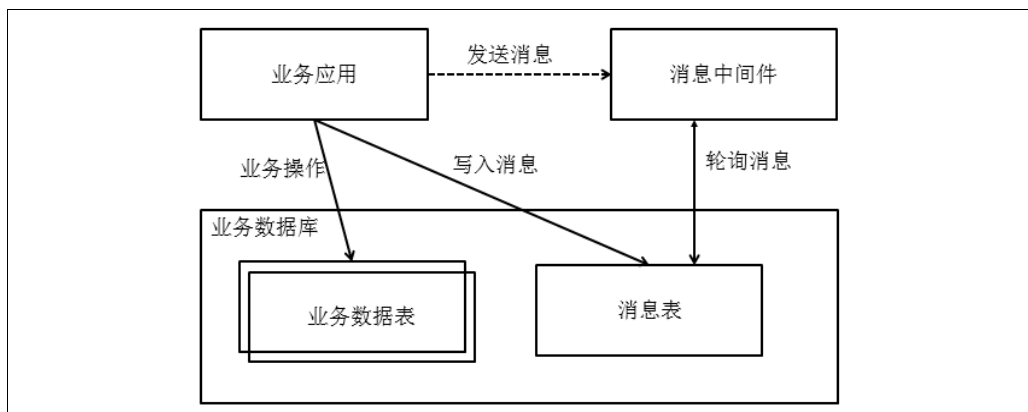 业务应用
发送消息
消息中间件
业务操作
写入消息
轮询消息
业务数据库
业务数据表
消息表